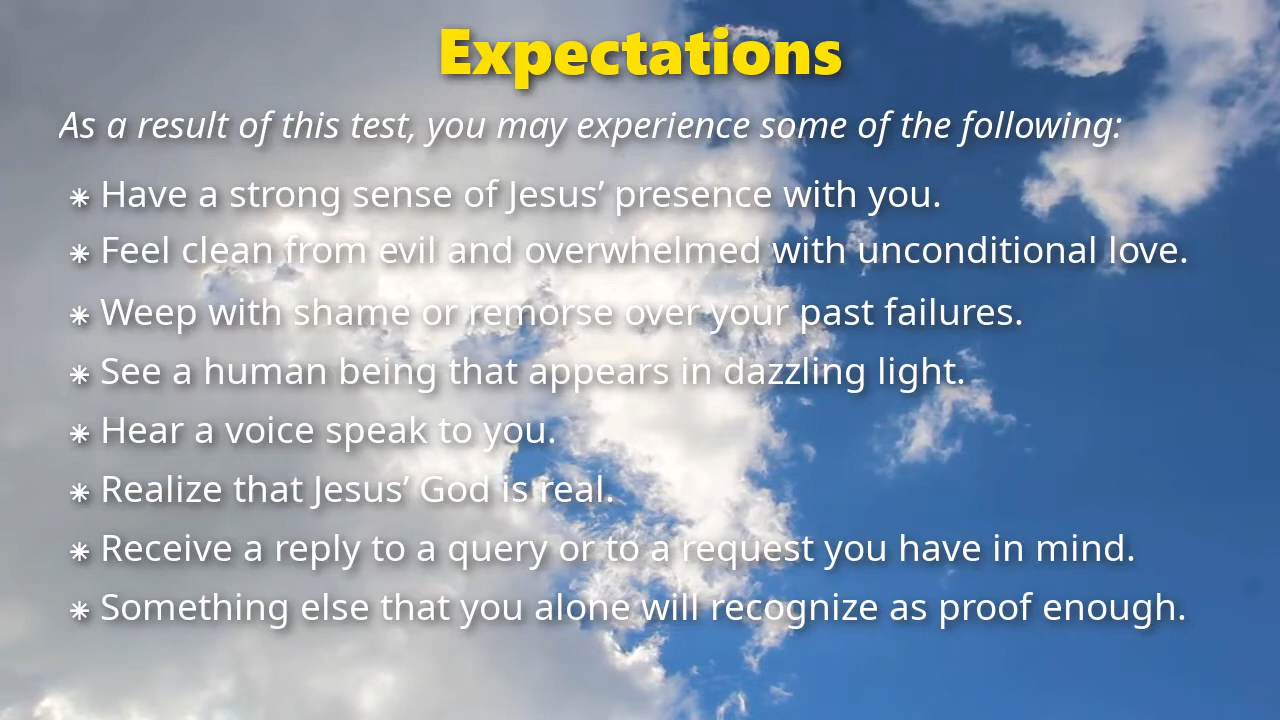 Expectations
As a result of this test, you may experience some of the following:
⁕ Have a strong sense of Jesus’ presence with you.
⁕ Feel clean from evil and overwhelmed with unconditional love.
⁕ Weep with shame or remorse over your past failures.
⁕ See a human being that appears in dazzling light.
⁕ Hear a voice speak to you.
⁕ Realize that Jesus’ God is real.
⁕ Receive a reply to a query or to a request you have in mind.
⁕ Something else that you alone will recognize as proof enough.